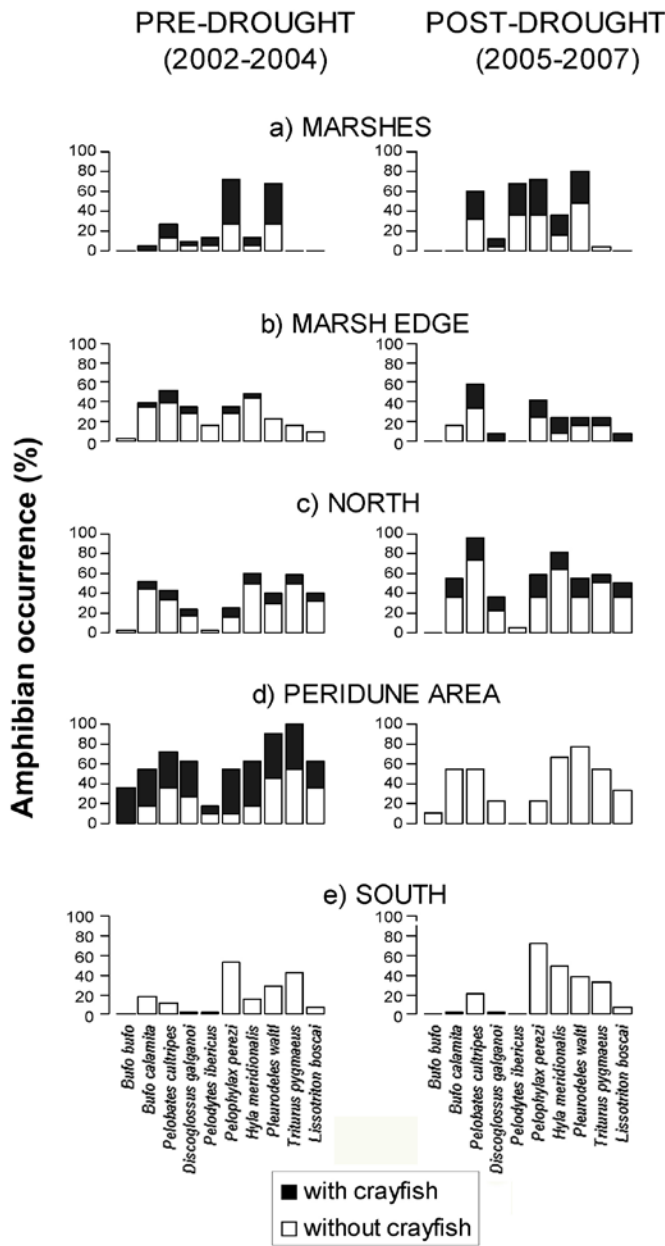 PRE-DROUGHT POST-DROUGHT
(2002-2004) (2005-2007)
a) MARSHES
100 100
80 80
60 60
40 40
20 20
0 0
b) MARSH EDGE
100 100
80 80
60 60
40 40
20 20
0 0
c) NORTH
100 100
80 80
60 60
40 40
20 20
0 0
d) PERIDUNE AREA
100 100
80 80
60 60
40 40
20 20
0 0
e) SOUTH
100 100
80 80
60 60
40 40
20 20
0 0
Amphibian occurrence (%)
Bufo bufo
Bufo calamita
Pelobates cultripes
Discoglossus galganoi
Pelodytes ibericus
Pelophylax perezi
Hyla meridionalis
Pleurodeles waltl
Triturus pygmaeus
Lissotriton boscai
Bufo bufo
Bufo calamita
Pelobates cultripes
Discoglossus galganoi
Pelodytes ibericus
Pelophylax perezi
Hyla meridionalis
Pleurodeles waltl
Triturus pygmaeus
Lissotriton boscai
with crayfish
without crayfish